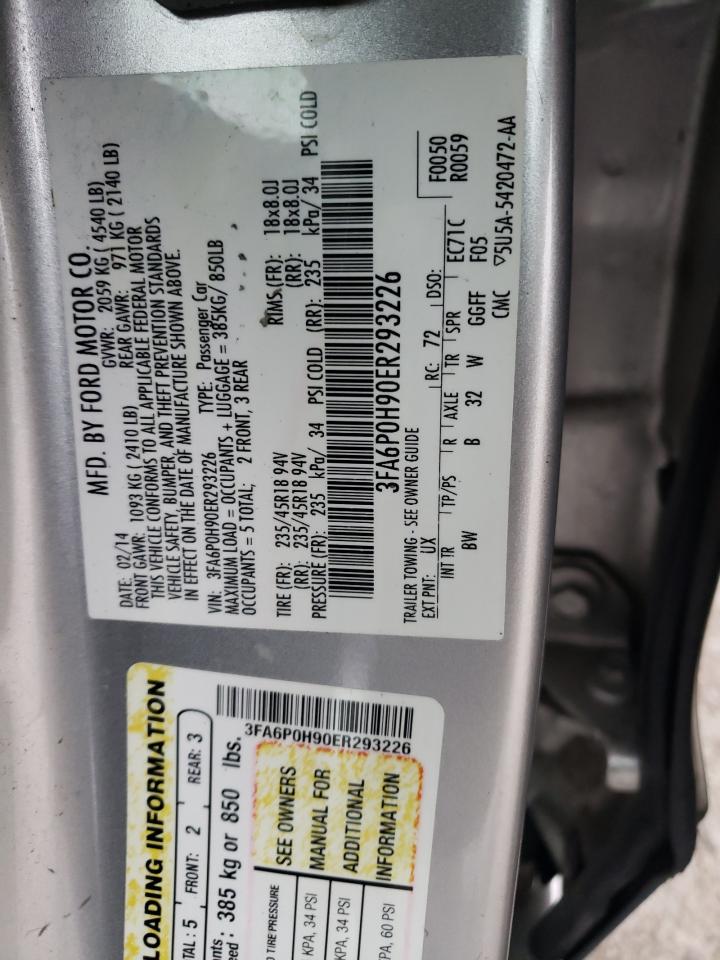 MFD. BY FORD MOTOR CO.
DATE: 02/14 GVWR: 2059 KG ( 4540 LB)
FRONT GAWR: 1093 KG ( 2410 LB) REAR GAWR: 971 KG ( 2140 LB)
THIS VEHICLE CONFORMS TO ALL APPLICABLE FEDERAL MOTOR
VEHICLE SAFETY, BUMPER, AND THEFT PREVENTION STANDARDS
IN EFFECT ON THE DATE OF MANUFACTURE SHOWN ABOVE.
VIN: 3FA6P0H90ER293226 TYPE: Passenger Car
MAXIMUM LOAD = OCCUPANTS + LUGGAGE = 385KG/ 850LB
OCCUPANTS = 5 TOTAL; 2 FRONT, 3 REAR
TIRE (FR): 235/45R18 94V RIMS.(FR): 18x8.0J
(RR): 235/45R18 94V (RR): 18x8.0J
PRESSURE (FR): 235 kPa/ 34 PSI COLD (RR): 235 kPa/ 34 PSI COLD
3FA6P0H90ER293226
TRAILER TOWING - SEE OWNER GUIDE
F0050
R0059
EXT PNT: UX RC: 72 DSO:
INT TR TP/PS R AXLE TR SPR EC71C
BW B 32 W GGFF F05
CMC ▽5U5A-5420472-AA
LOADING INFORMATION
TAL : 5 FRONT: 2 REAR: 3
ants
eed : 385 kg or 850 lbs.
3FA6P0H90ER293226
D TIRE PRESSURE
KPA, 34 PSI
KPA, 34 PSI
PA, 60 PSI
SEE OWNERS
MANUAL FOR
ADDITIONAL
INFORMATION